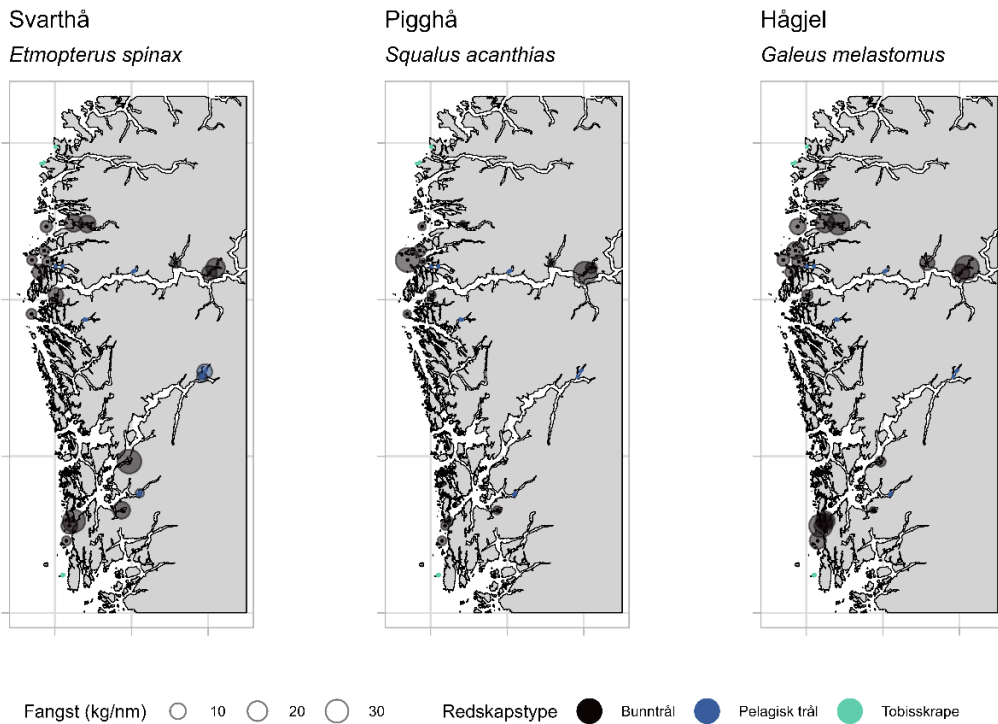 Svarthå Pigghå Hågjel
Etmopterus spinax Squalus acanthias Galeus melastomus
Fangst (kg/nm) 10 20 30 Redskapstype Bunntrål Pelagisk trål Tobisskrape